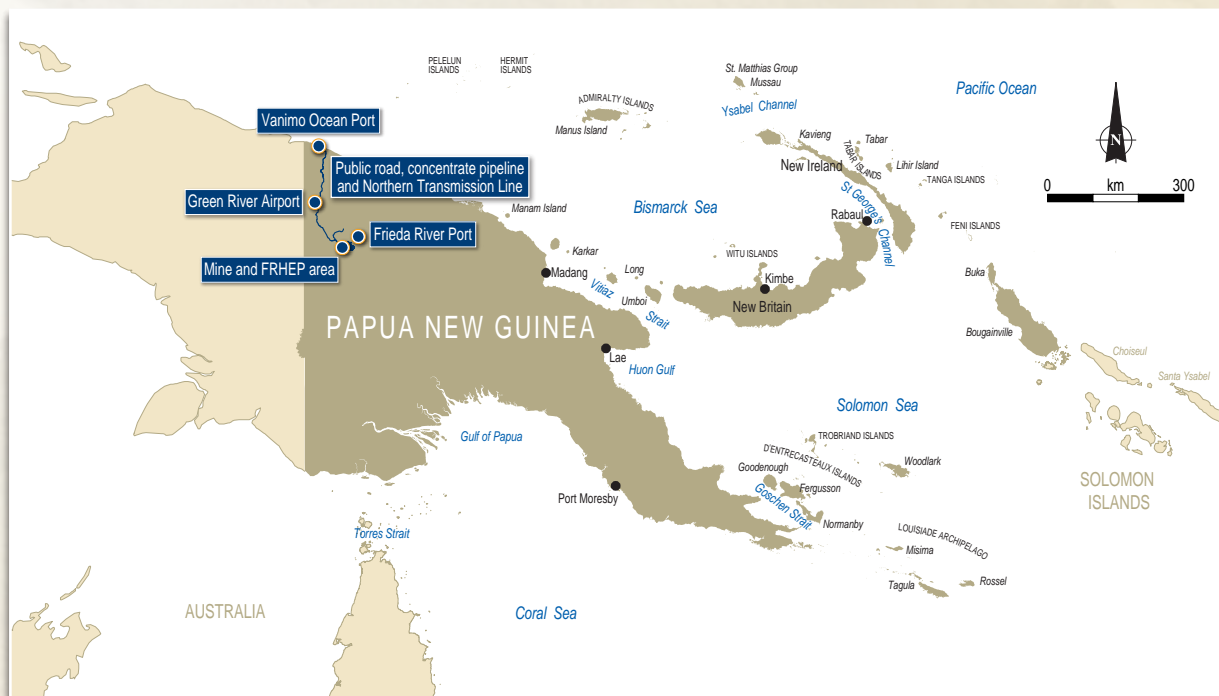 PELELUN
ISLANDS
HERMIT
ISLANDS
St. Matthias Group
Mussau
Pacific Ocean
Ysabel Channel
ADMIRALTY ISLANDS
Manus Island
Vanimo Ocean Port
Kavieng
Tabar
N
New Ireland
TABAR ISLANDS
Lihir Island
TANGA ISLANDS
Public road, concentrate pipeline
and Northern Transmission Line
0 km 300
Green River Airport
Manam Island
Bismarck Sea
St George's Channel
Rabaul
FENI ISLANDS
Frieda River Port
Mine and FRHEP area
Karkar
WITU ISLANDS
Madang
Long
Kimbe
Buka
Vitiaz
Strait
Umboi
New Britain
PAPUA NEW GUINEA
Bougainville
Lae
Choiseul
Huon Gulf
Santa Ysabel
Solomon Sea
Gulf of Papua
TROBRIAND ISLANDS
D'ENTRECASTEAUX ISLANDS
Woodlark
Goodenough
Fergusson
SOLOMON
ISLANDS
Port Moresby
Goschen Strait
Normanby
Torres Strait
LOUISIADE ARCHIPELAGO
Misima
Tagula
Rossel
AUSTRALIA
Coral Sea